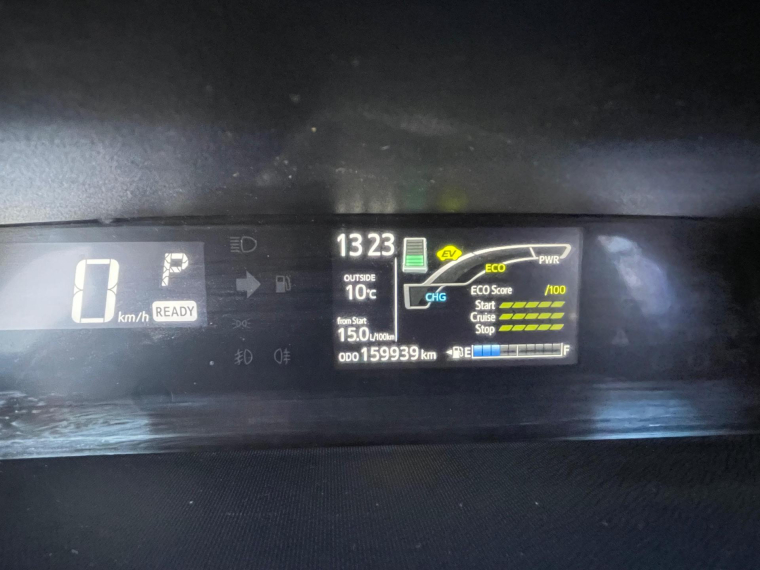 0 km/h P
READY
13 23
OUTSIDE
10°C
from Start
15.0 L/100km
ODO 159939 km
EV
ECO
PWR
CHG
ECO Score /100
Start
Cruise
Stop
E F